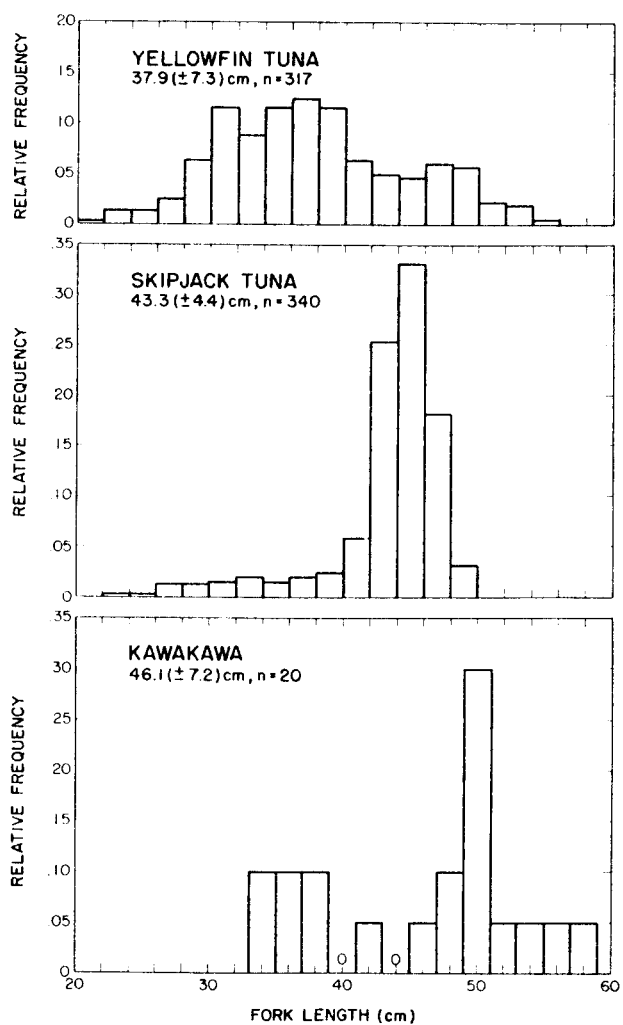 YELLOWFIN TUNA
37.9 (±7.3) cm, n=317
RELATIVE FREQUENCY
.20
.15
.10
.05
0
SKIPJACK TUNA
43.3 (±4.4) cm, n=340
RELATIVE FREQUENCY
.35
.30
.25
.20
.15
.10
.05
0
KAWAKAWA
46.1 (±7.2) cm, n=20
RELATIVE FREQUENCY
.35
.30
.25
.20
.15
.10
.05
0
0 0
20 30 40 50 60
FORK LENGTH (cm)